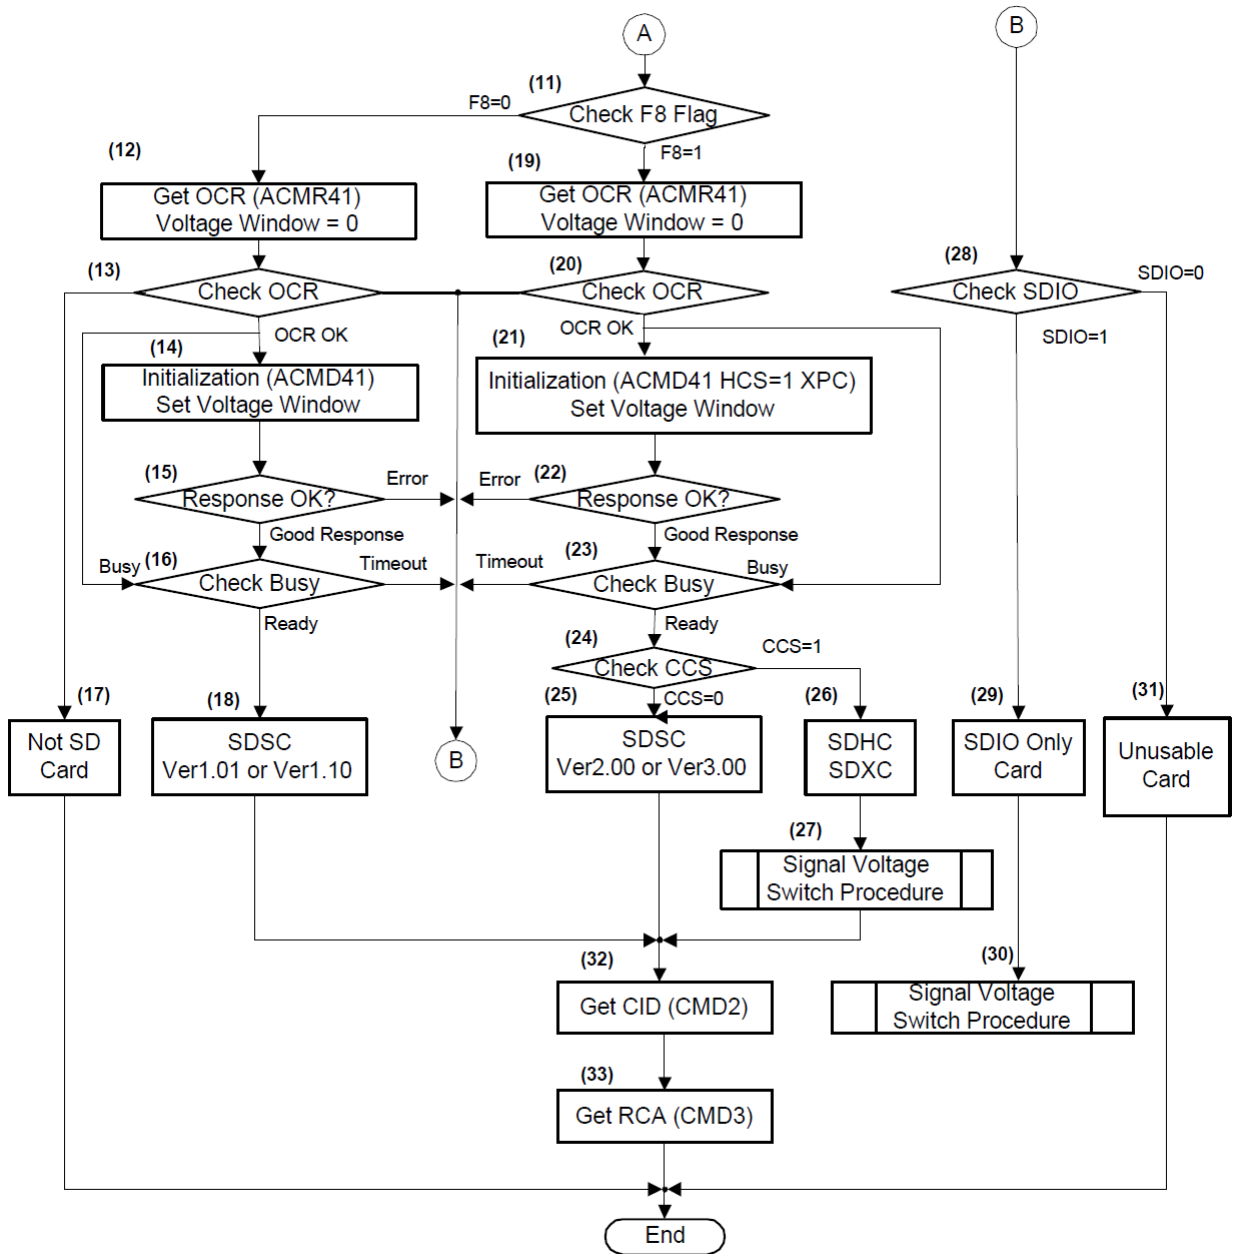 A
B
(11)
F8=0
Check F8 Flag
F8=1
(12)
(19)
Get OCR (ACMR41)
Voltage Window = 0
Get OCR (ACMR41)
Voltage Window = 0
(13)
(20)
(28)
SDIO=0
Check OCR
Check OCR
Check SDIO
OCR OK
OCR OK
SDIO=1
(14)
(21)
Initialization (ACMD41)
Set Voltage Window
Initialization (ACMD41 HCS=1 XPC)
Set Voltage Window
(15)
Error
Error
(22)
Response OK?
Response OK?
Good Response
Good Response
Busy
(16)
Timeout
Timeout
(23)
Busy
Check Busy
Check Busy
Ready
Ready
(24)
CCS=1
Check CCS
CCS=0
(17)
(18)
(25)
(26)
(29)
(31)
Not SD
Card
SDSC
Ver1.01 or Ver1.10
B
SDSC
Ver2.00 or Ver3.00
SDHC
SDXC
SDIO Only
Card
Unusable
Card
(27)
Signal Voltage
Switch Procedure
(32)
(30)
Get CID (CMD2)
Signal Voltage
Switch Procedure
(33)
Get RCA (CMD3)
End